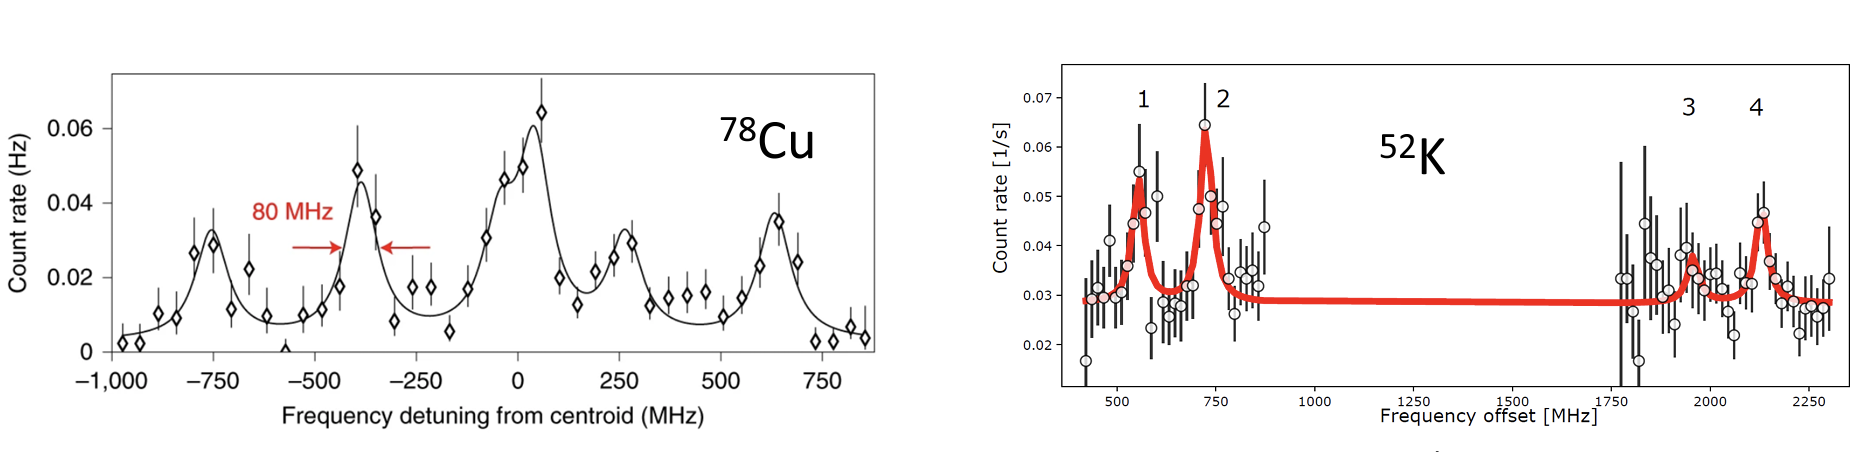 Count rate (Hz)
0.06
0.04
0.02
0
80 MHz
⁷⁸Cu
−1,000 −750 −500 −250 0 250 500 750
Frequency detuning from centroid (MHz)
Count rate [1/s]
0.07
0.06
0.05
0.04
0.03
0.02
1 2 3 4
⁵²K
500 750 1000 1250 1500 1750 2000 2250
Frequency offset [MHz]